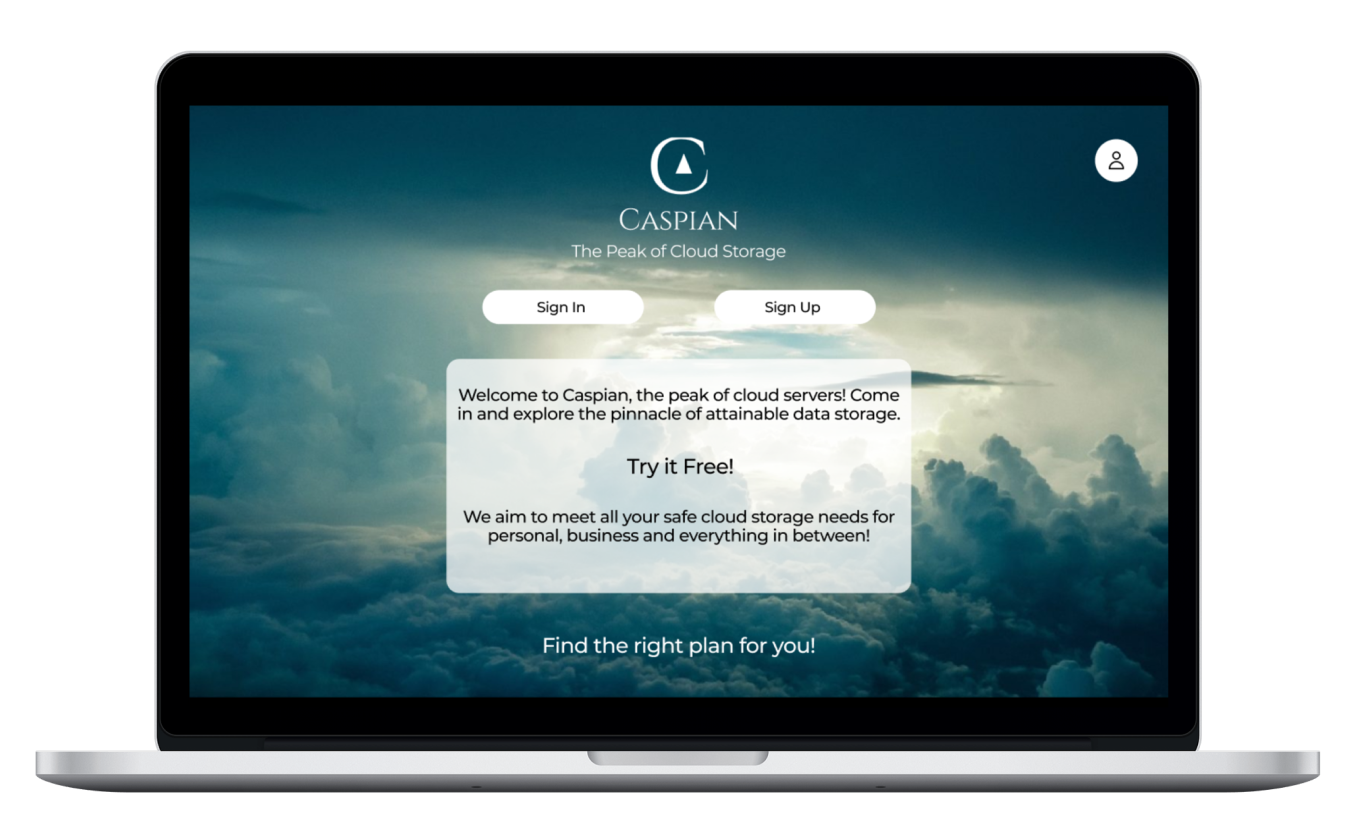 CASPIAN
The Peak of Cloud Storage
Sign In
Sign Up
Welcome to Caspian, the peak of cloud servers! Come
in and explore the pinnacle of attainable data storage.
Try it Free!
We aim to meet all your safe cloud storage needs for
personal, business and everything in between!
Find the right plan for you!